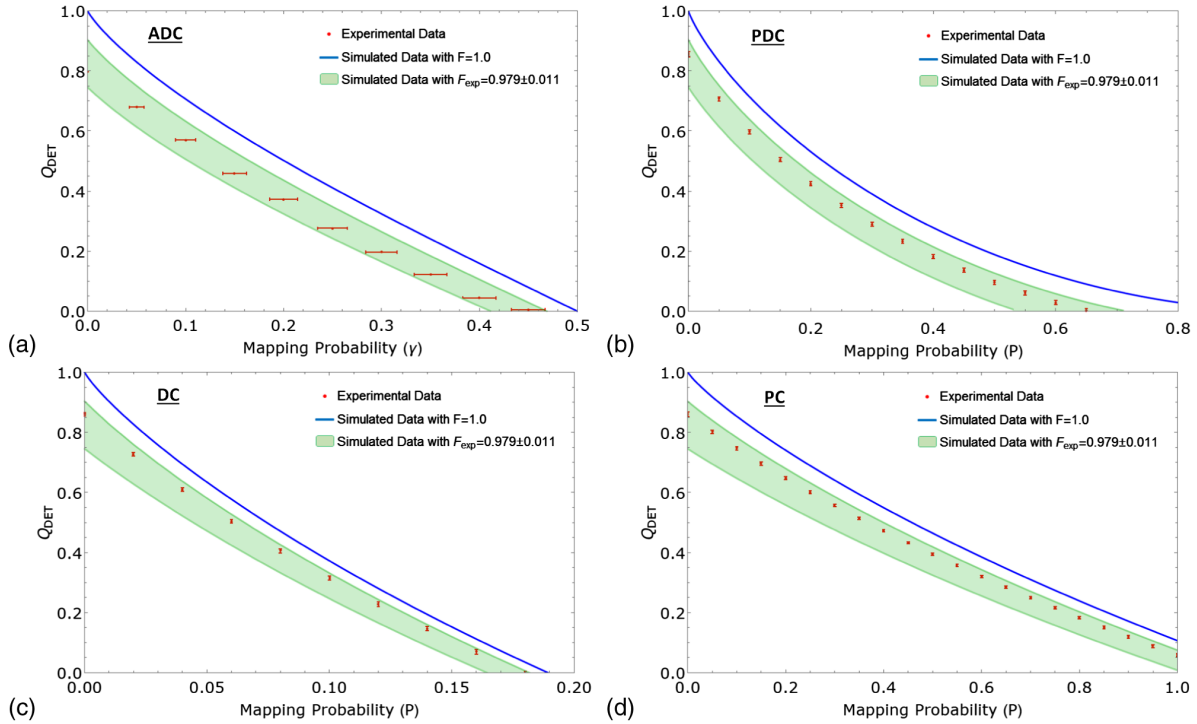 ADC
Experimental Data
Simulated Data with F=1.0
Simulated Data with Fexp=0.979±0.011
QDET
1.0
0.8
0.6
0.4
0.2
0.0
0.0 0.1 0.2 0.3 0.4 0.5
(a) Mapping Probability (γ)
PDC
Experimental Data
Simulated Data with F=1.0
Simulated Data with Fexp=0.979±0.011
QDET
1.0
0.8
0.6
0.4
0.2
0.0
0.0 0.2 0.4 0.6 0.8
(b) Mapping Probability (P)
DC
Experimental Data
Simulated Data with F=1.0
Simulated Data with Fexp=0.979±0.011
QDET
1.0
0.8
0.6
0.4
0.2
0.0
0.00 0.05 0.10 0.15 0.20
(c) Mapping Probability (P)
PC
Experimental Data
Simulated Data with F=1.0
Simulated Data with Fexp=0.979±0.011
QDET
1.0
0.8
0.6
0.4
0.2
0.0
0.0 0.2 0.4 0.6 0.8 1.0
(d) Mapping Probability (P)